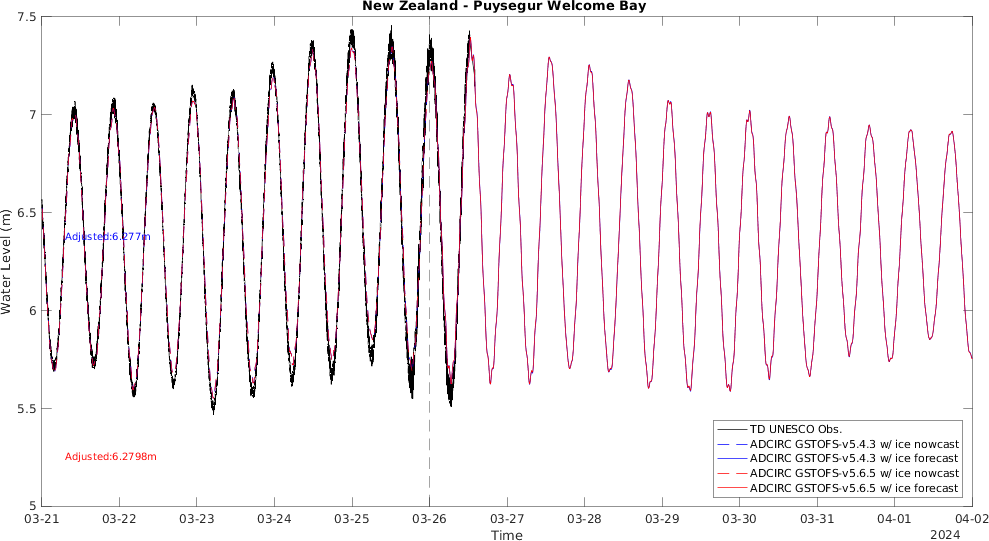 New Zealand - Puysegur Welcome Bay
7.5
7
6.5
6
5.5
5
Water Level (m)
Adjusted:6.277m
Adjusted:6.2798m
TD UNESCO Obs.
ADCIRC GSTOFS-v5.4.3 w/ ice nowcast
ADCIRC GSTOFS-v5.4.3 w/ ice forecast
ADCIRC GSTOFS-v5.6.5 w/ ice nowcast
ADCIRC GSTOFS-v5.6.5 w/ ice forecast
03-21 03-22 03-23 03-24 03-25 03-26 03-27 03-28 03-29 03-30 03-31 04-01 04-02
Time
2024